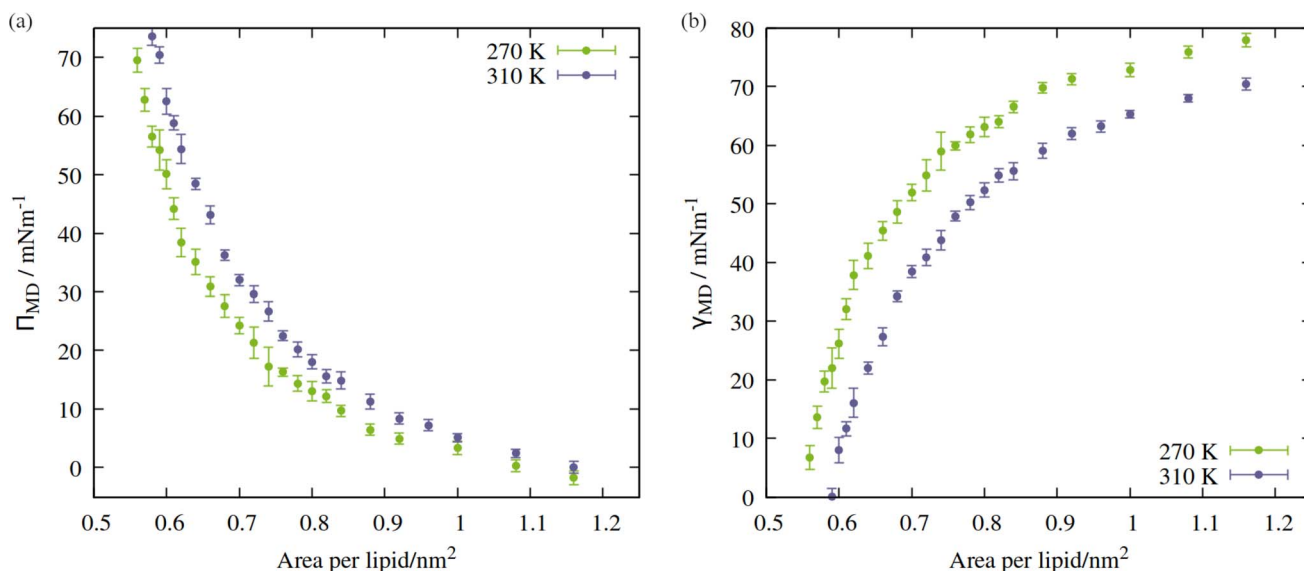 (a)
70
60
50
40
30
20
10
0
Π_MD / mNm⁻¹
270 K
310 K
0.5 0.6 0.7 0.8 0.9 1 1.1 1.2
Area per lipid/nm²
(b)
80
70
60
50
40
30
20
10
0
γ_MD / mNm⁻¹
270 K
310 K
0.5 0.6 0.7 0.8 0.9 1 1.1 1.2
Area per lipid/nm²